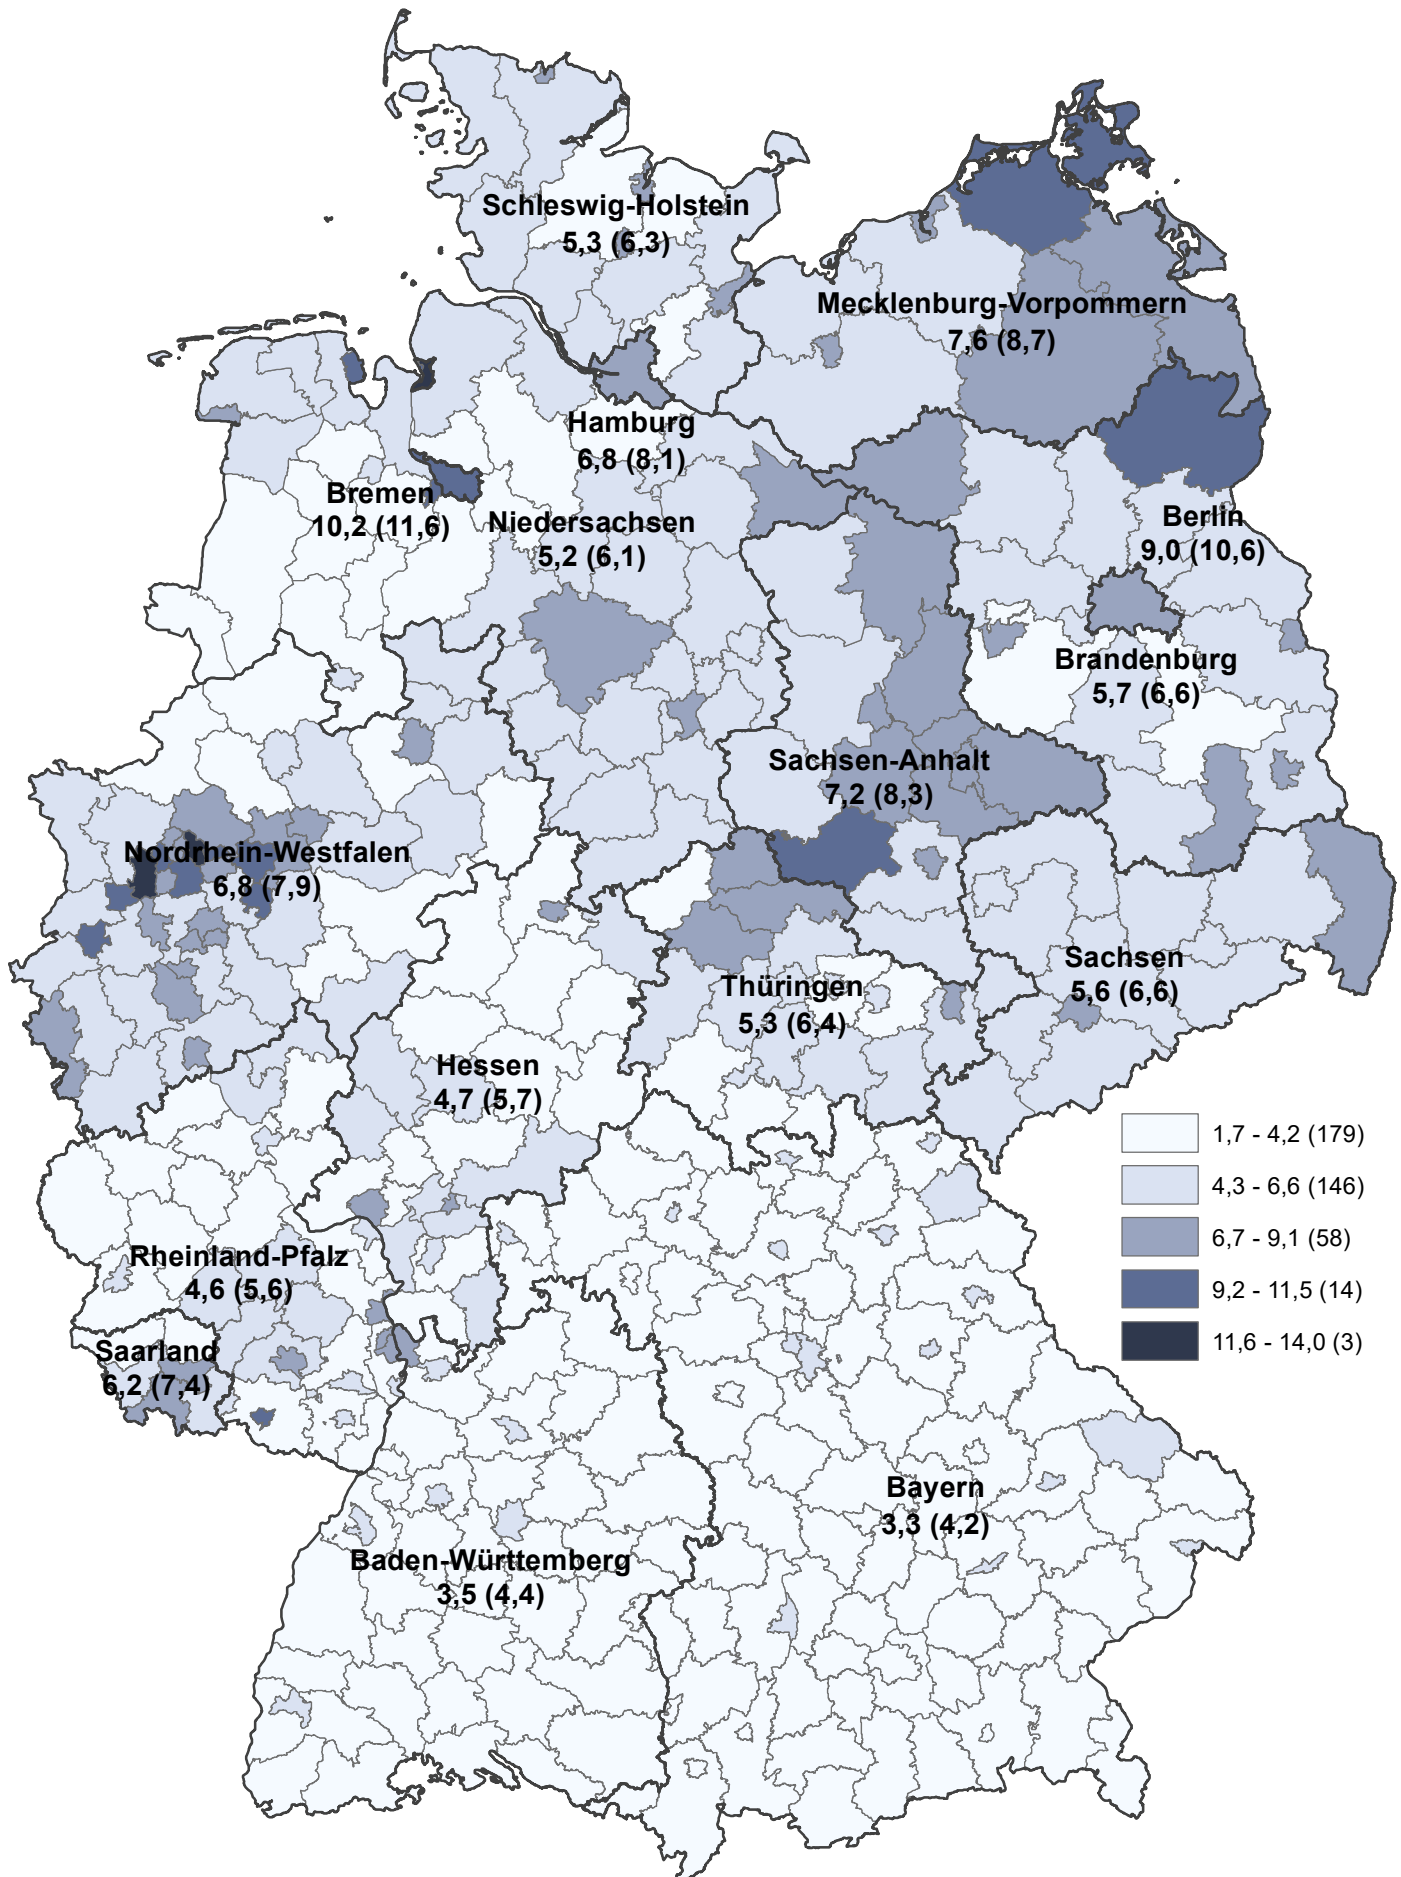 Schleswig-Holstein
5,3 (6,3)
Mecklenburg-Vorpommern
7,6 (8,7)
Hamburg
6,8 (8,1)
Bremen
10,2 (11,6)
Niedersachsen
5,2 (6,1)
Berlin
9,0 (10,6)
Brandenburg
5,7 (6,6)
Sachsen-Anhalt
7,2 (8,3)
Nordrhein-Westfalen
6,8 (7,9)
Sachsen
5,6 (6,6)
Thüringen
5,3 (6,4)
Hessen
4,7 (5,7)
1,7 - 4,2 (179)
4,3 - 6,6 (146)
6,7 - 9,1 (58)
9,2 - 11,5 (14)
11,6 - 14,0 (3)
Rheinland-Pfalz
4,6 (5,6)
Saarland
6,2 (7,4)
Bayern
3,3 (4,2)
Baden-Württemberg
3,5 (4,4)